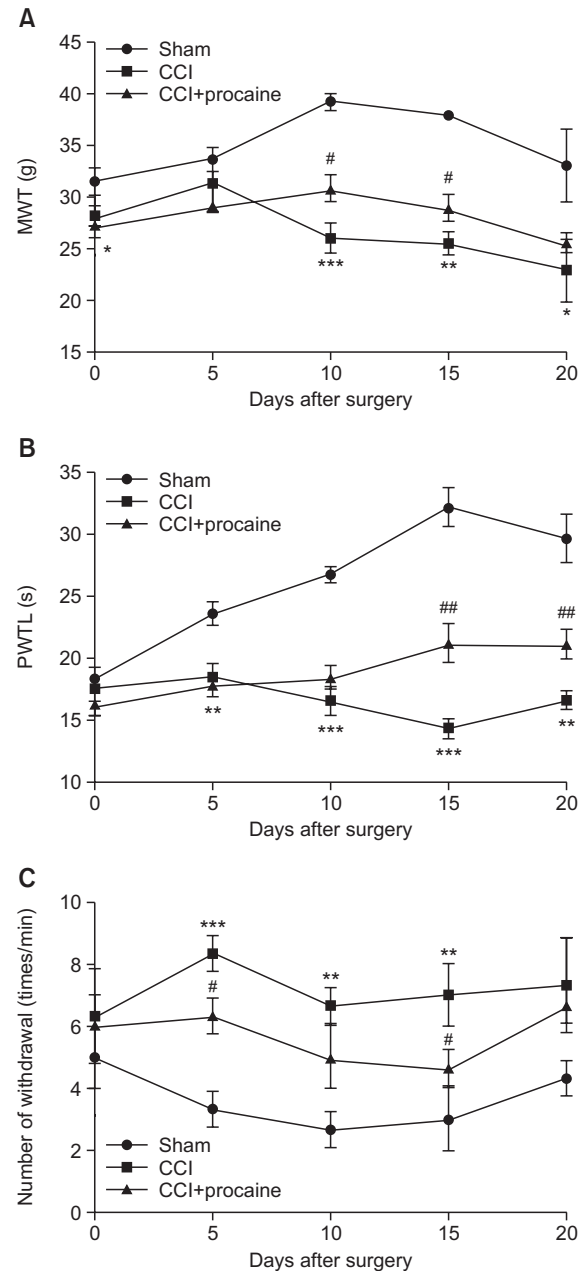 A
45
40
35
30
25
20
15
MWT (g)
Sham
CCI
CCI+procaine
#
#
*
***
**
*
0 5 10 15 20
Days after surgery
B
35
30
25
20
15
10
PWTL (s)
Sham
CCI
CCI+procaine
##
##
**
***
***
**
0 5 10 15 20
Days after surgery
C
10
8
6
4
2
0
Number of withdrawal (times/min)
***
#
**
**
#
Sham
CCI
CCI+procaine
0 5 10 15 20
Days after surgery